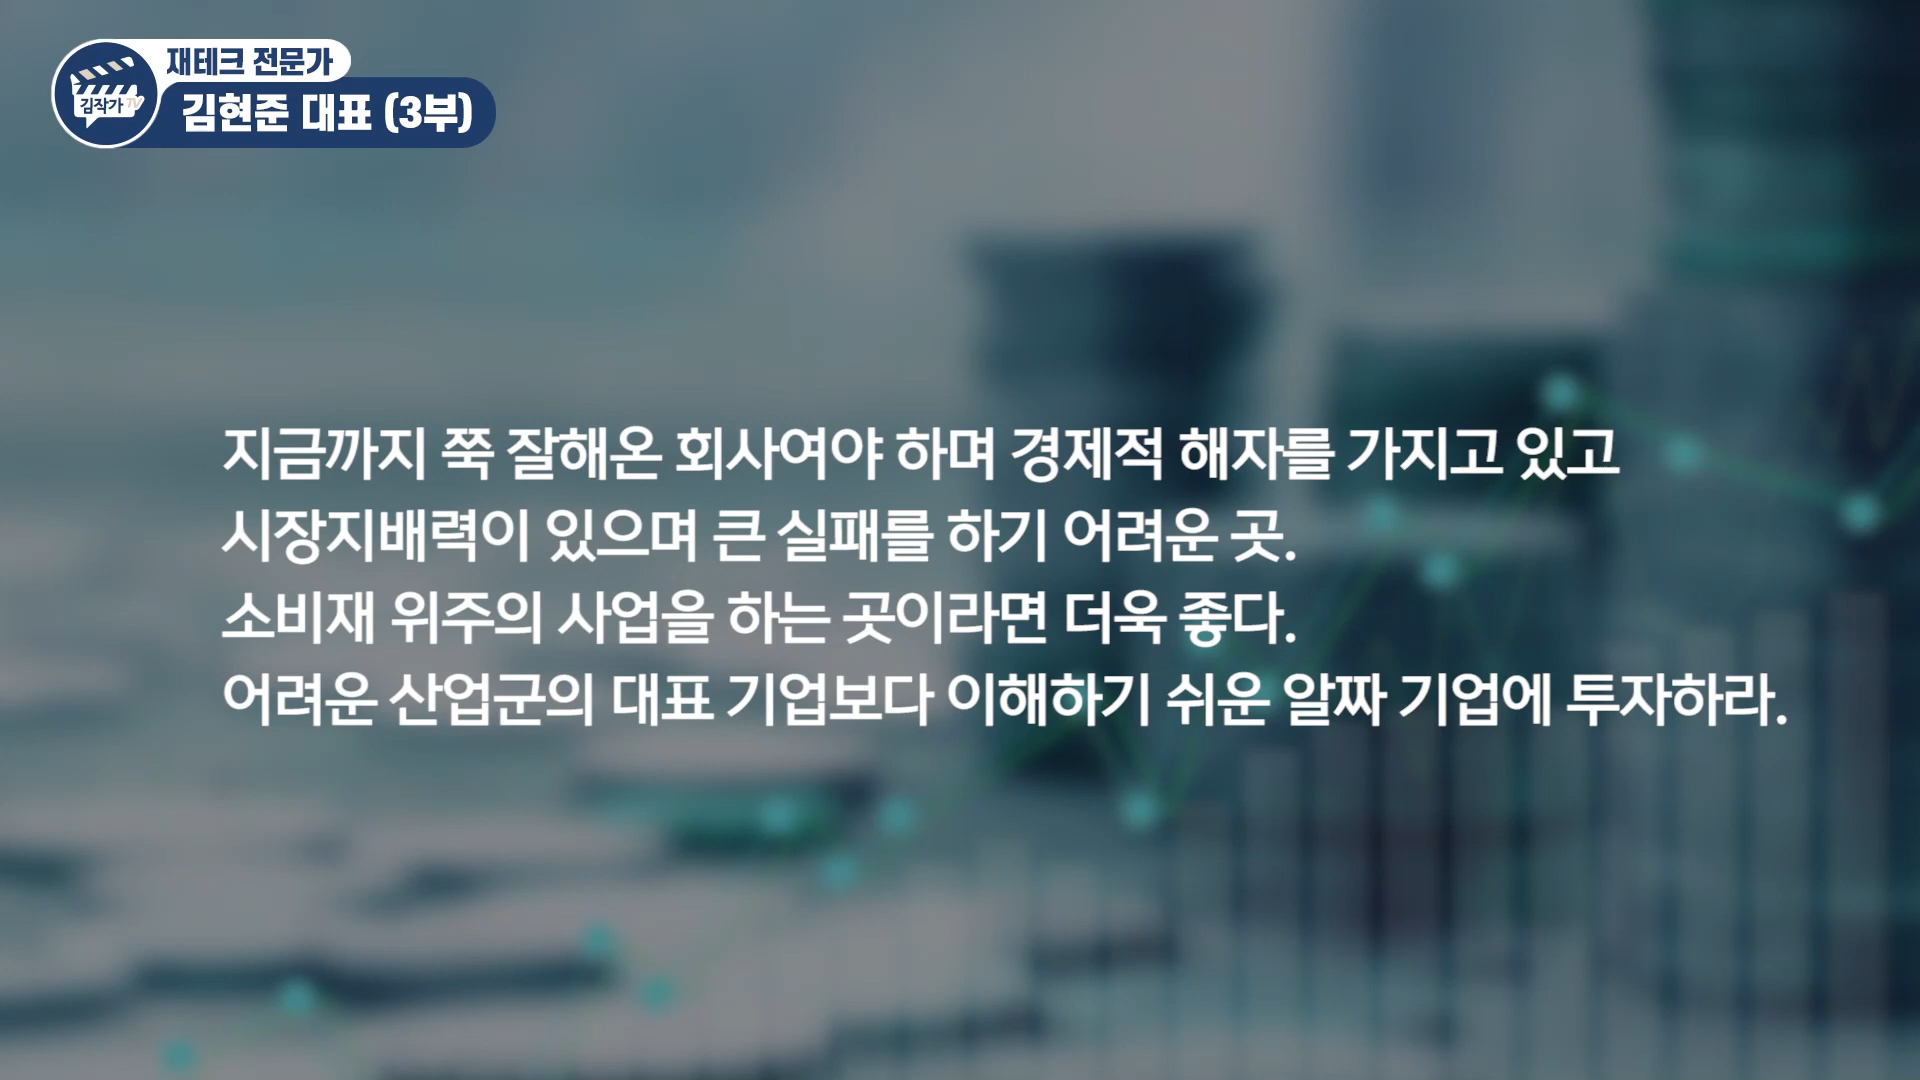 재테크 전문가
김작가 TV
김현준 대표 (3부)
지금까지 쭉 잘해온 회사여야 하며 경제적 해자를 가지고 있고
시장지배력이 있으며 큰 실패를 하기 어려운 곳.
소비재 위주의 사업을 하는 곳이라면 더욱 좋다.
어려운 산업군의 대표 기업보다 이해하기 쉬운 알짜 기업에 투자하라.